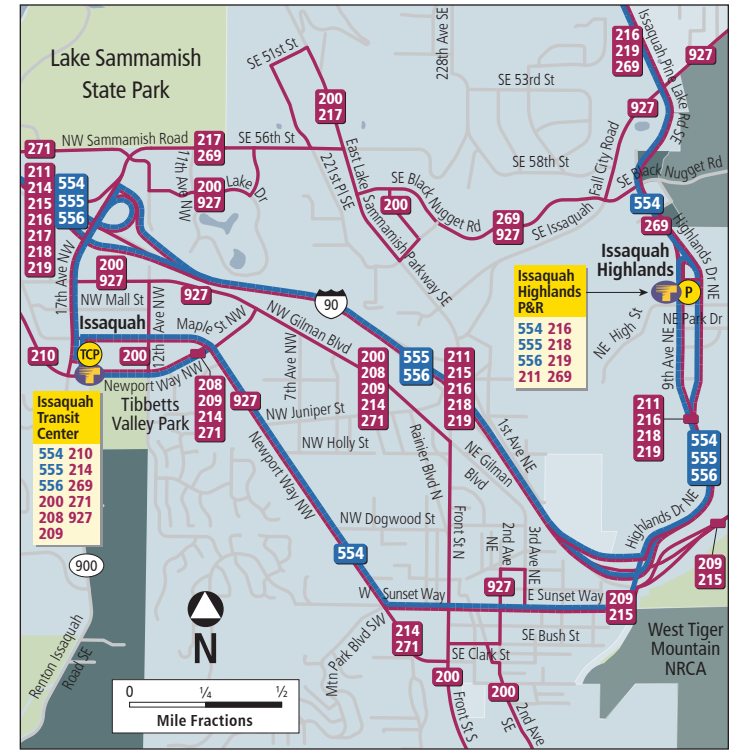 Lake Sammamish
State Park
SE 51st St
228th Ave SE
SE 53rd St
216
219
269
Issaquah Pine Lake Rd SE
927
200
217
927
271
NW Sammamish Road
217
269
SE 56th St
SE 58th St
Fall City Road
SE Black Nugget Rd
211
214
215
216
217
218
219
554
555
556
17th Ave NW
11th Ave NW
200
927
Lake Dr
221st Pl SE
East Lake Sammamish Parkway SE
200
SE Black Nugget Rd
269
927
SE Issaquah
554
269
Highlands Dr NE
Issaquah
Highlands
P
200
927
NW Mall St
927
90
Issaquah
Highlands
P&R
554 216
555 218
556 219
211 269
NE High St
NE Park Dr
9th Ave NE
Issaquah
12th Ave NW
Maple St NW
NW Gilman Blvd
TCP
210
200
Newport Way NW
Tibbetts
Valley Park
7th Ave NW
200
208
209
214
271
555
556
211
215
216
218
219
1st Ave NE
Issaquah
Transit
Center
554 210
555 214
556 269
200 271
208 927
209
208
209
214
271
927
NW Juniper St
NW Holly St
Newport Way NW
Rainier Blvd N
NE Gilman
Blvd
211
216
218
219
554
555
556
Highlands Dr NE
NW Dogwood St
Front St N
2nd Ave
NE
3rd Ave NE
554
900
927
W Sunset Way
E Sunset Way
209
215
209
215
N
Mtn Park Blvd SW
214
271
SE Bush St
SE Clark St
West Tiger
Mountain
NRCA
Renton Issaquah
Road SE
0 ¼ ½
Mile Fractions
200
Front St S
200
2nd Ave
SE